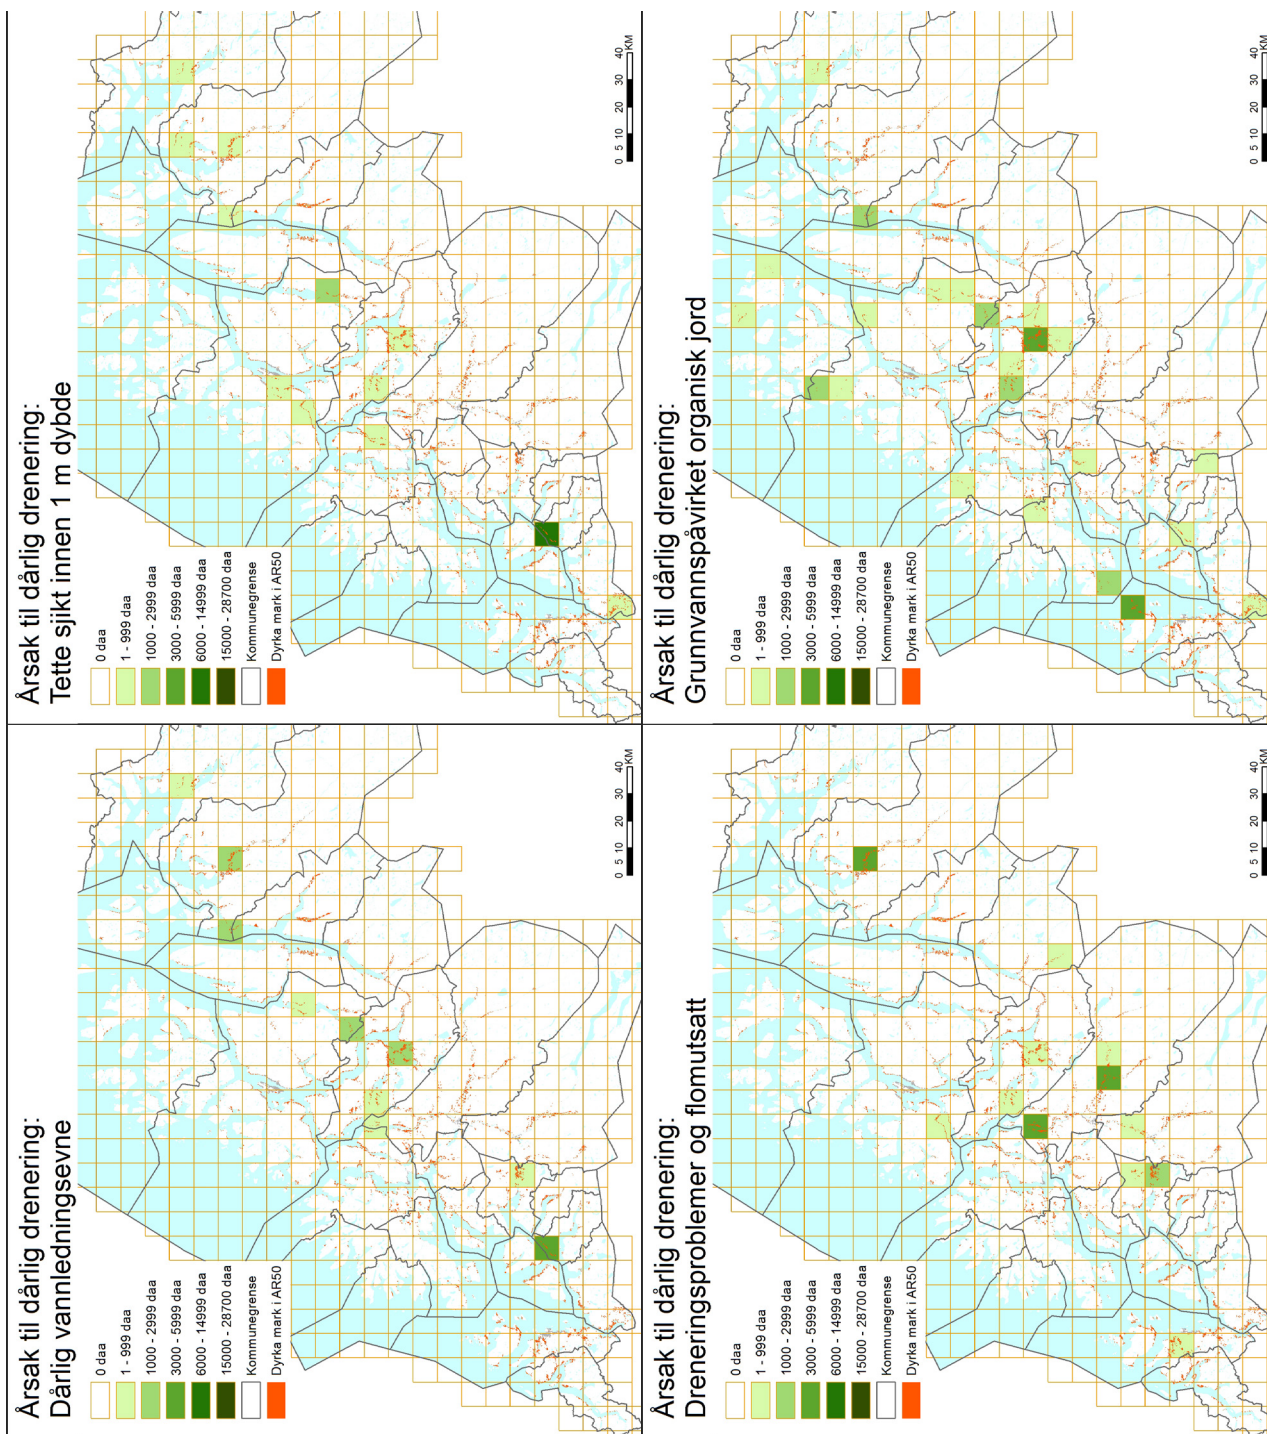 Årsak til dårlig drenering:
Dårlig vannledningsevne
0 daa
1 - 999 daa
1000 - 2999 daa
3000 - 5999 daa
6000 - 14999 daa
15000 - 28700 daa
Kommunegrense
Dyrka mark i AR50
0 5 10 20 30 40
KM
Årsak til dårlig drenering:
Tette sjikt innen 1 m dybde
0 daa
1 - 999 daa
1000 - 2999 daa
3000 - 5999 daa
6000 - 14999 daa
15000 - 28700 daa
Kommunegrense
Dyrka mark i AR50
0 5 10 20 30 40
KM
Årsak til dårlig drenering:
Dreneringsproblemer og flomutsatt
0 daa
1 - 999 daa
1000 - 2999 daa
3000 - 5999 daa
6000 - 14999 daa
15000 - 28700 daa
Kommunegrense
Dyrka mark i AR50
0 5 10 20 30 40
KM
Årsak til dårlig drenering:
Grunnvannspåvirket organisk jord
0 daa
1 - 999 daa
1000 - 2999 daa
3000 - 5999 daa
6000 - 14999 daa
15000 - 28700 daa
Kommunegrense
Dyrka mark i AR50
0 5 10 20 30 40
KM